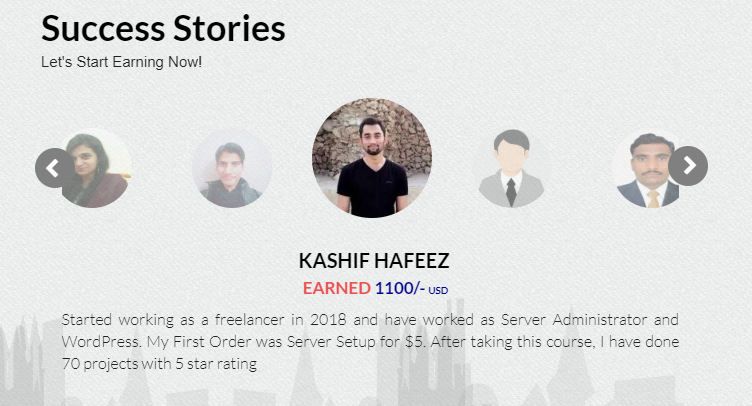 Success Stories
Let's Start Earning Now!
KASHIF HAFEEZ
EARNED 1100/- USD
Started working as a freelancer in 2018 and have worked as Server Administrator and
WordPress. My First Order was Server Setup for $5. After taking this course, I have done
70 projects with 5 star rating